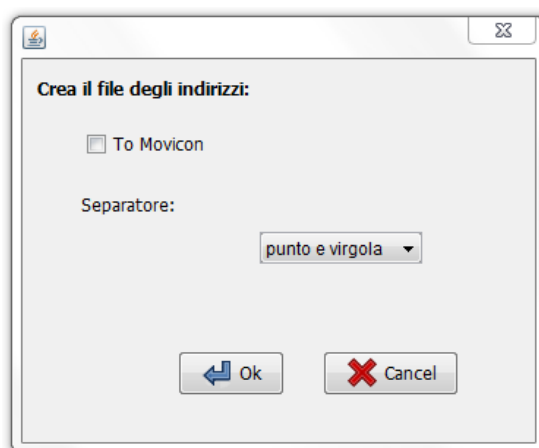 Crea il file degli indirizzi:
To Movicon
Separatore:
punto e virgola
Ok
Cancel